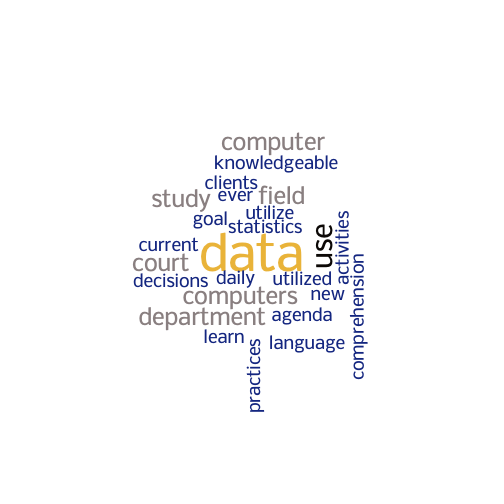 computer
knowledgeable
clients
study ever field
goal utilize
statistics
use
activities
current
data
court
decisions daily utilized
comprehension
computers new
department agenda
learn language
practices